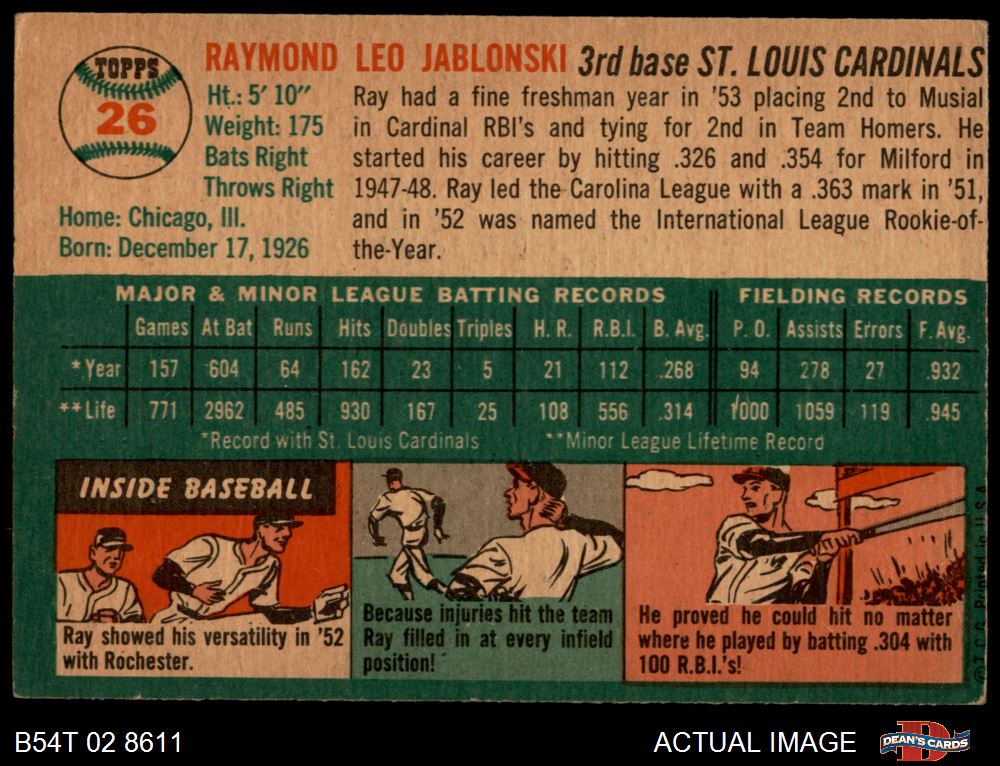 TOPPS
26
RAYMOND LEO JABLONSKI 3rd base ST. LOUIS CARDINALS
Ht.: 5' 10"
Weight: 175
Bats Right
Throws Right
Home: Chicago, Ill.
Born: December 17, 1926
Ray had a fine freshman year in '53 placing 2nd to Musial
in Cardinal RBI's and tying for 2nd in Team Homers. He
started his career by hitting .326 and .354 for Milford in
1947-48. Ray led the Carolina League with a .363 mark in '51,
and in '52 was named the International League Rookie-of-
the-Year.
MAJOR & MINOR LEAGUE BATTING RECORDS FIELDING RECORDS
Games At Bat Runs Hits Doubles Triples H. R. R.B.I. B. Avg. P. O. Assists Errors F. Avg.
*Year 157 604 64 162 23 5 21 112 .268 94 278 27 .932
**Life 771 2962 485 930 167 25 108 556 .314 1000 1059 119 .945
*Record with St. Louis Cardinals **Minor League Lifetime Record
INSIDE BASEBALL
Ray showed his versatility in '52
with Rochester.
Because injuries hit the team
Ray filled in at every infield
position!
He proved he could hit no matter
where he played by batting .304 with
100 R.B.I.'s!
© T. C. G. Printed in U.S.A.
B54T 02 8611
ACTUAL IMAGE
DEAN'S CARDS